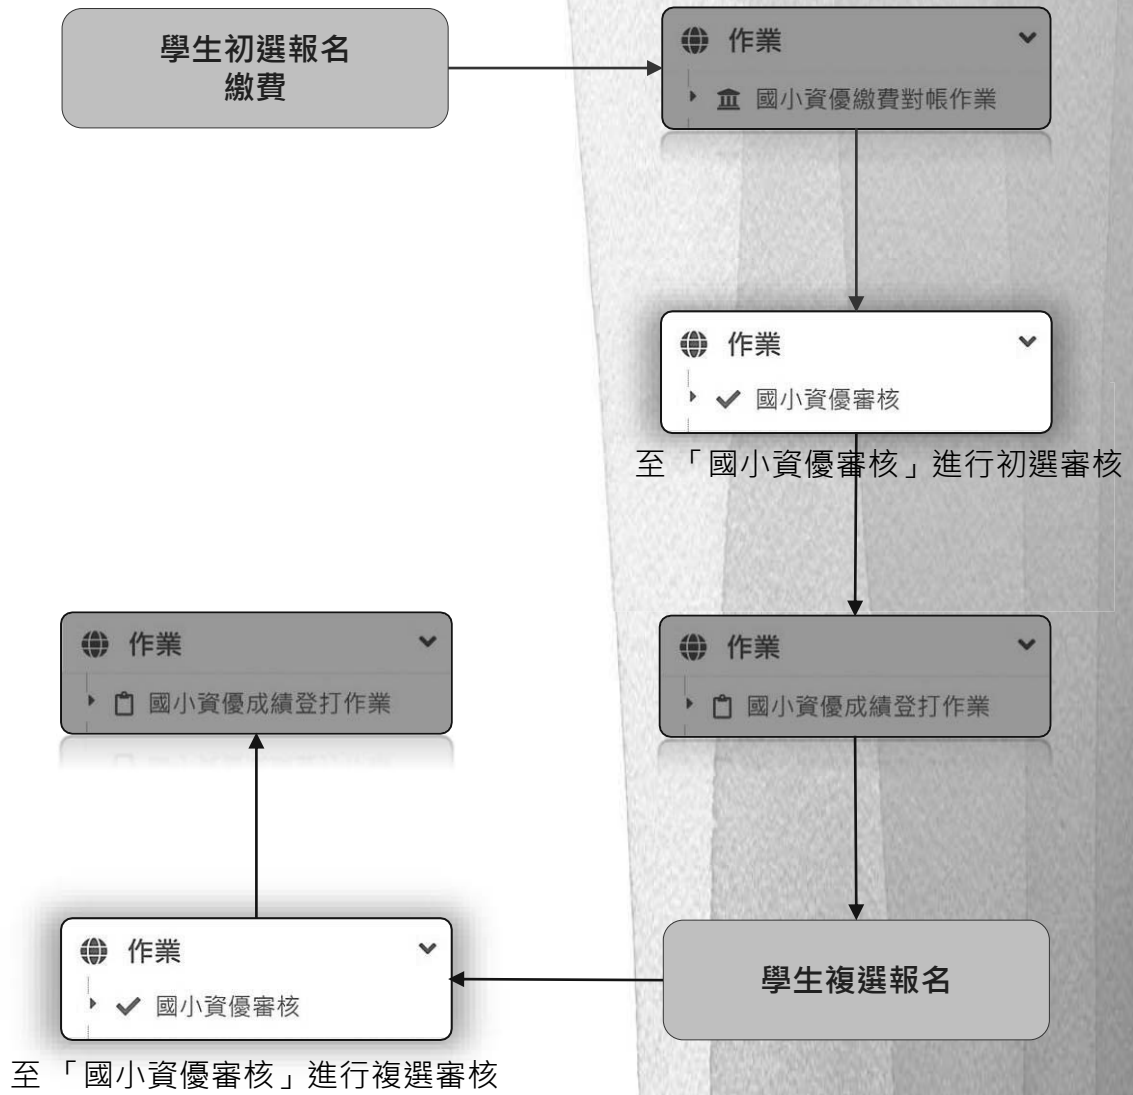 學生初選報名
繳費
作業
國小資優繳費對帳作業
作業
國小資優審核
至「國小資優審核」進行初選審核
作業
國小資優成績登打作業
作業
國小資優成績登打作業
學生複選報名
作業
國小資優審核
至「國小資優審核」進行複選審核